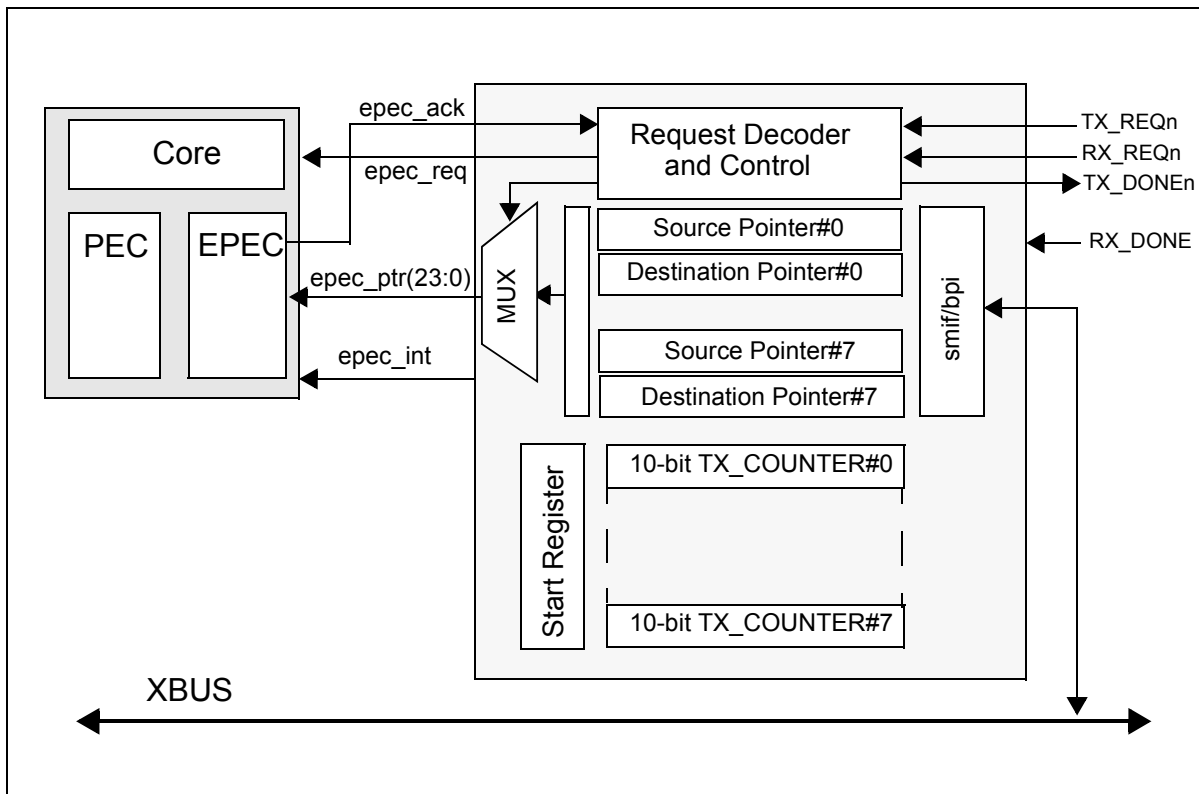 epec_ack
Core
epec_req
Request Decoder
and Control
TX_REQn
RX_REQn
TX_DONEn
RX_DONE
PEC
EPEC
epec_ptr(23:0)
epec_int
MUX
Source Pointer#0
Destination Pointer#0
Source Pointer#7
Destination Pointer#7
smif/bpi
Start Register
10-bit TX_COUNTER#0
10-bit TX_COUNTER#7
XBUS